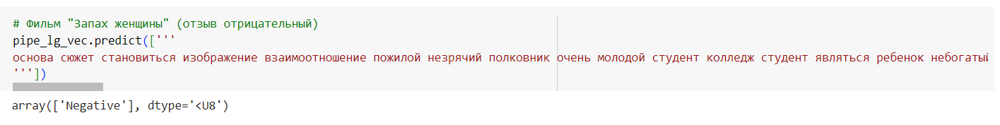 # Фильм "Запах женщины" (отзыв отрицательный)
pipe_lg_vec.predict(['''
основа сюжет становиться изображение взаимоотношение пожилой незрячий полковник очень молодой студент колледж студент являться ребенок небогатый
'''])
array(['Negative'], dtype='<U8')